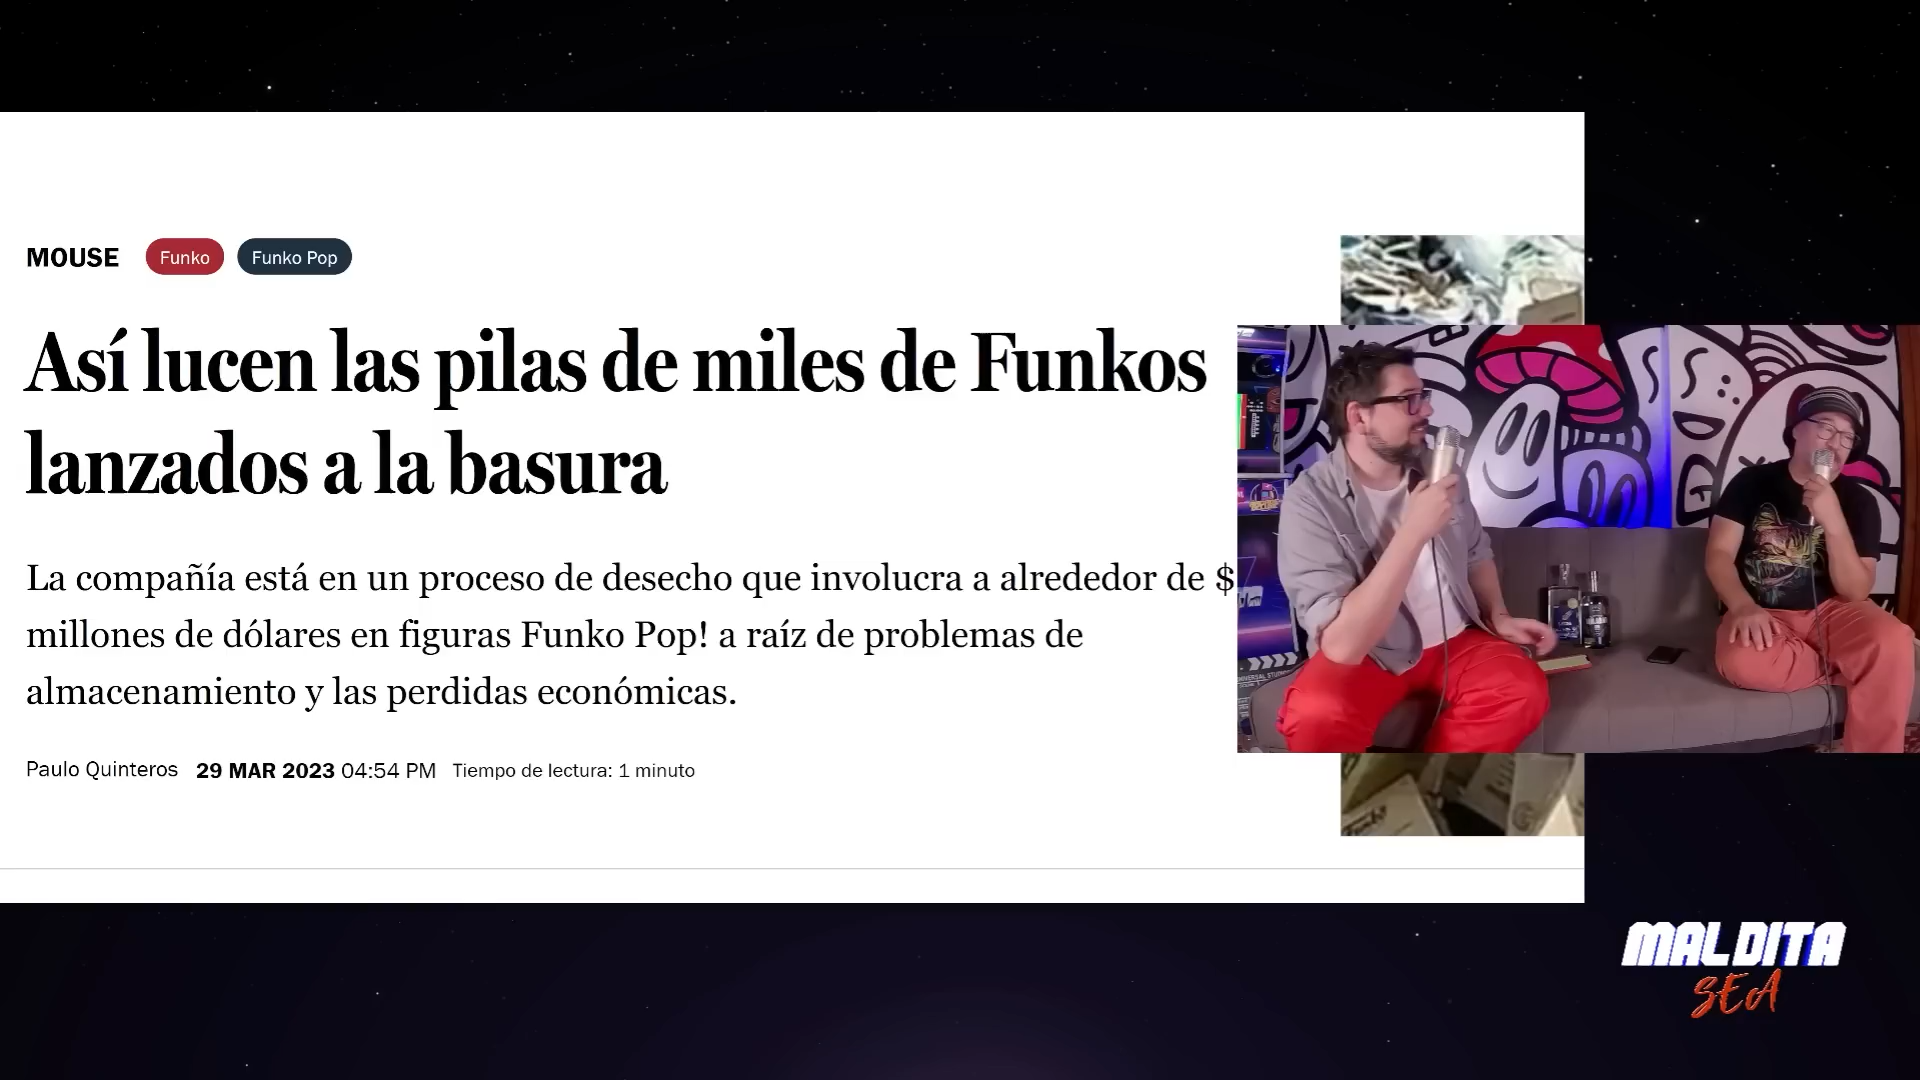 MOUSE Funko Funko Pop
Así lucen las pilas de miles de Funkos
lanzados a la basura
La compañía está en un proceso de desecho que involucra a alrededor de $
millones de dólares en figuras Funko Pop! a raíz de problemas de
almacenamiento y las perdidas económicas.
Paulo Quinteros 29 MAR 2023 04:54 PM Tiempo de lectura: 1 minuto
MALDITA
SEA